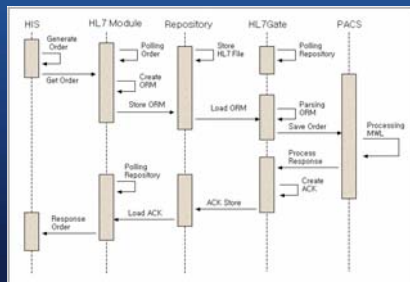 HIS
HL7 Module
Repository
HL7Gate
PACS
Generate
Order
Polling
Order
Store
HL7 File
Polling
Repository
Get Order
Create
ORM
Store ORM
Load ORM
Parsing
ORM
Save Order
Processing
MWL
Process
Response
Polling
Repository
Create
ACK
ACK Store
Load ACK
Response
Order